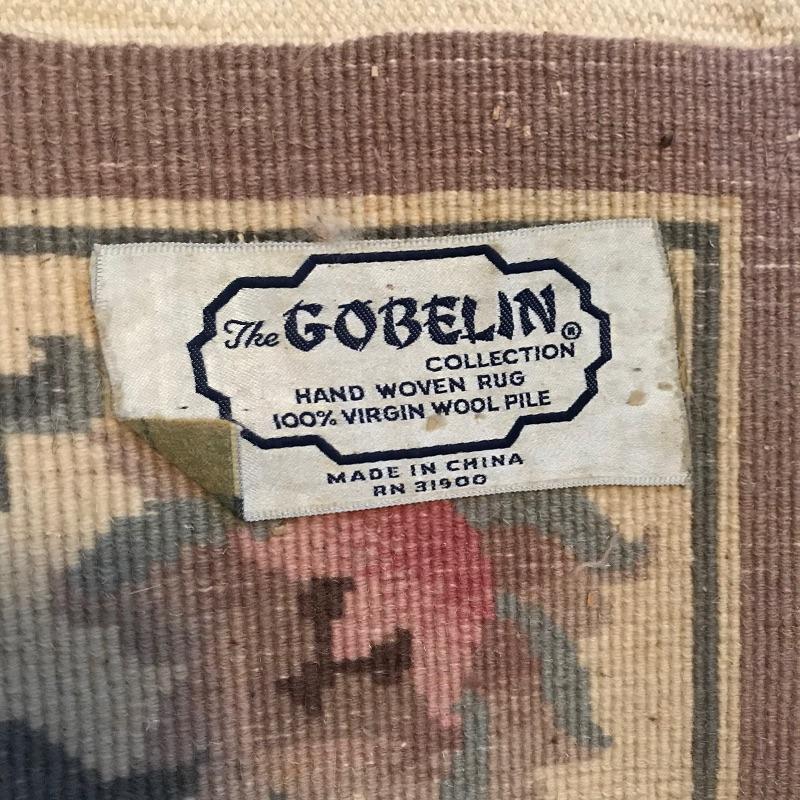 The GOBELIN®
COLLECTION
HAND WOVEN RUG
100% VIRGIN WOOL PILE
MADE IN CHINA
RN 31900